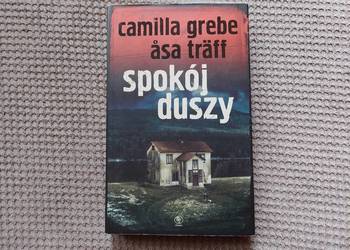 camilla grebe
åsa träff
spokój
duszy